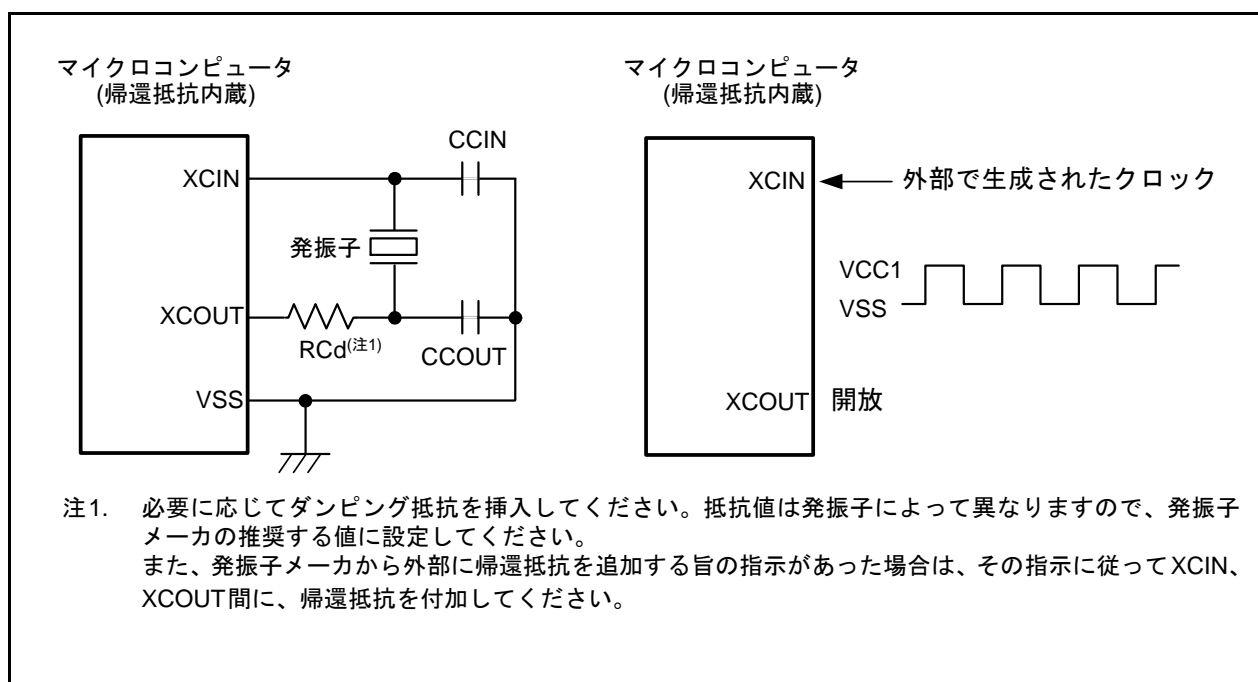 マイクロコンピュータ
(帰還抵抗内蔵)
XCIN
CCIN
発振子
XCOUT
RCd(注1)
CCOUT
VSS
マイクロコンピュータ
(帰還抵抗内蔵)
XCIN
外部で生成されたクロック
VCC1
VSS
XCOUT
開放
注1. 必要に応じてダンピング抵抗を挿入してください。抵抗値は発振子によって異なりますので、発振子
メーカの推奨する値に設定してください。
また、発振子メーカから外部に帰還抵抗を追加する旨の指示があった場合は、その指示に従ってXCIN、
XCOUT間に、帰還抵抗を付加してください。